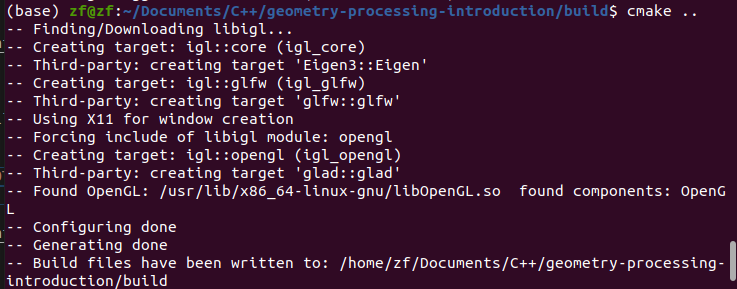 (base) zf@zf:~/Documents/C++/geometry-processing-introduction/build$ cmake ..
-- Finding/Downloading libigl...
-- Creating target: igl::core (igl_core)
-- Third-party: creating target 'Eigen3::Eigen'
-- Creating target: igl::glfw (igl_glfw)
-- Third-party: creating target 'glfw::glfw'
-- Using X11 for window creation
-- Forcing include of libigl module: opengl
-- Creating target: igl::opengl (igl_opengl)
-- Third-party: creating target 'glad::glad'
-- Found OpenGL: /usr/lib/x86_64-linux-gnu/libOpenGL.so  found components: OpenG
L
-- Configuring done
-- Generating done
-- Build files have been written to: /home/zf/Documents/C++/geometry-processing-
introduction/build